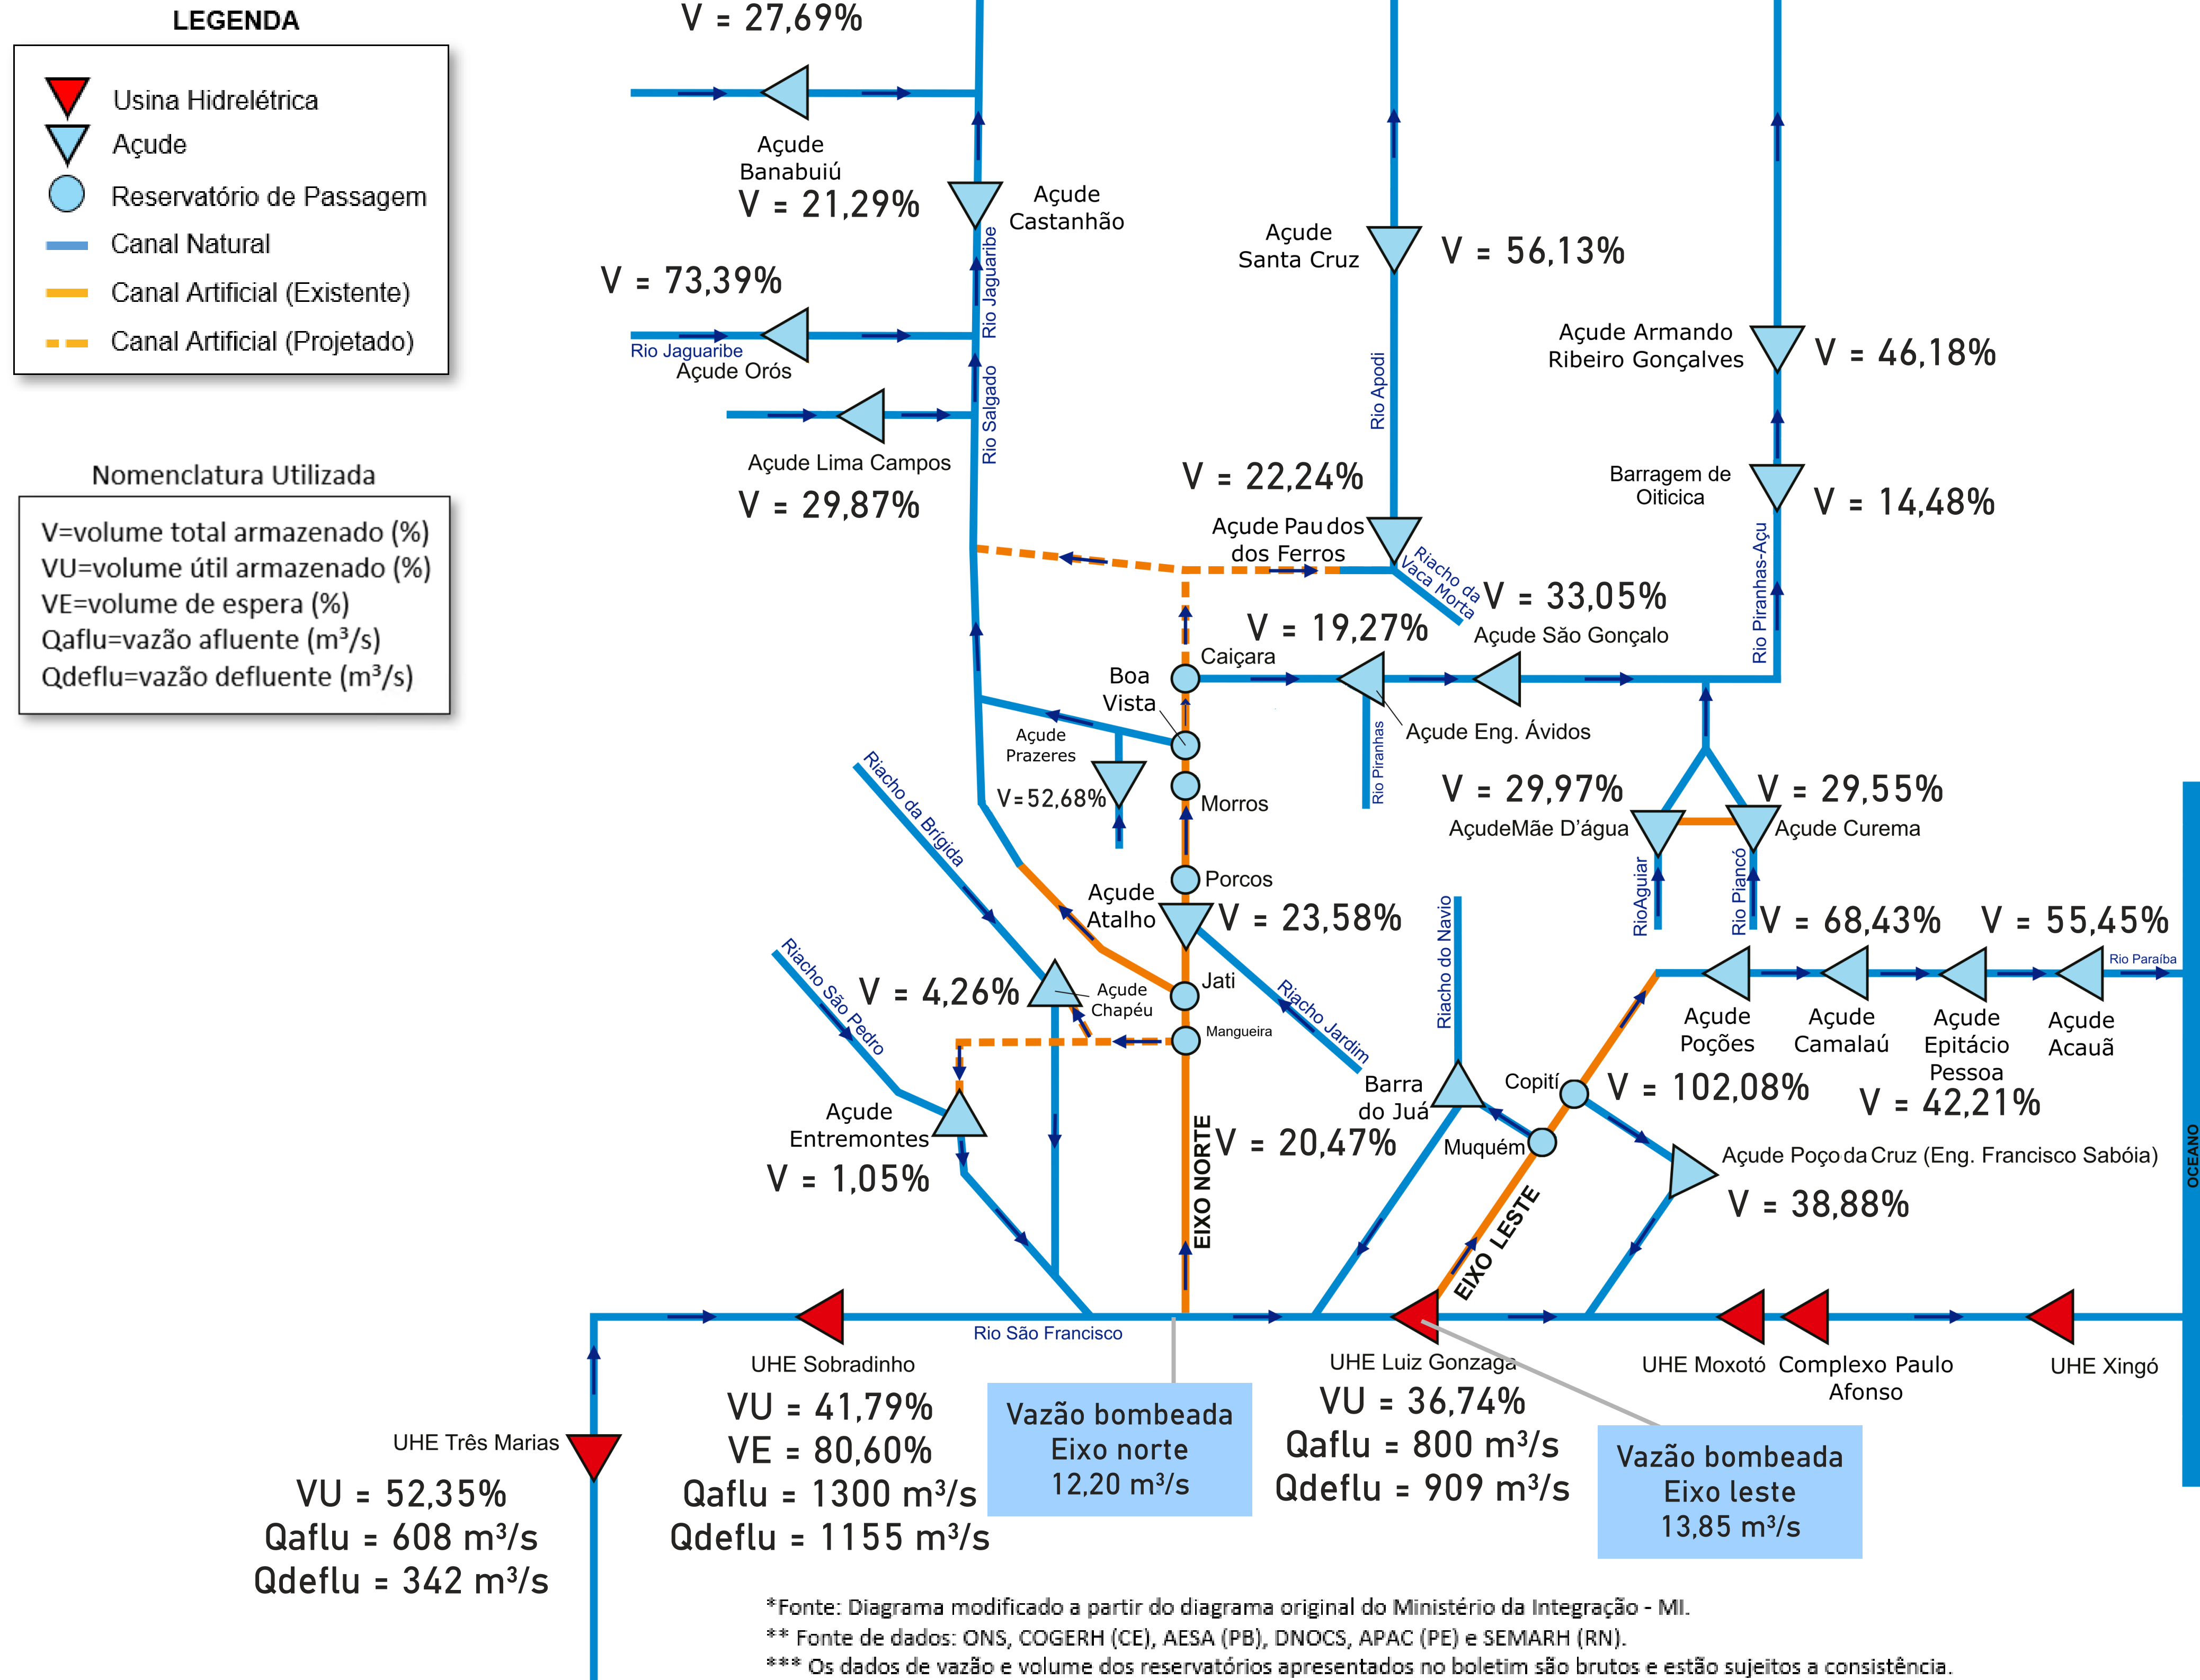 LEGENDA
Usina Hidrelétrica
Açude
Reservatório de Passagem
Canal Natural
Canal Artificial (Existente)
Canal Artificial (Projetado)
Nomenclatura Utilizada
V=volume total armazenado (%)
VU=volume útil armazenado (%)
VE=volume de espera (%)
Qaflu=vazão afluente (m³/s)
Qdeflu=vazão defluente (m³/s)
V = 27,69%
Açude
Banabuiú
V = 21,29%
Açude
Castanhão
V = 73,39%
Rio Jaguaribe
Açude Orós
Rio Jaguaribe
Rio Salgado
Açude Lima Campos
V = 29,87%
Açude
Santa Cruz
V = 56,13%
Rio Apodi
V = 22,24%
Açude Pau dos
dos Ferros
Riacho da
Vaca Morta
Açude Armando
Ribeiro Gonçalves
V = 46,18%
Barragem de
Oiticica
V = 14,48%
Rio Piranhas-Açu
V = 33,05%
Açude São Gonçalo
V = 19,27%
Caiçara
Boa
Vista
Açude Eng. Ávidos
Rio Piranhas
Açude
Prazeres
V = 52,68%
Morros
Porcos
Açude
Atalho
V = 23,58%
Jati
Mangueira
Riacho Jardim
Riacho da Brígida
Riacho São Pedro
V = 4,26%
Açude
Chapéu
Açude
Entremontes
V = 1,05%
EIXO NORTE
V = 29,97%
AçudeMãe D'água
V = 29,55%
Açude Curema
RioAguiar
Rio Piancó
V = 68,43%
V = 55,45%
Rio Paraíba
Açude
Poções
Açude
Camalaú
Açude
Epitácio
Pessoa
Açude
Acauã
V = 102,08%
V = 42,21%
Riacho do Navio
Barra
do Juá
V = 20,47%
Copití
Muquém
Açude Poço da Cruz (Eng. Francisco Sabóia)
V = 38,88%
EIXO LESTE
OCEANO
Rio São Francisco
UHE Sobradinho
VU = 41,79%
VE = 80,60%
Qaflu = 1300 m³/s
Qdeflu = 1155 m³/s
UHE Três Marias
VU = 52,35%
Qaflu = 608 m³/s
Qdeflu = 342 m³/s
Vazão bombeada
Eixo norte
12,20 m³/s
UHE Luiz Gonzaga
VU = 36,74%
Qaflu = 800 m³/s
Qdeflu = 909 m³/s
Vazão bombeada
Eixo leste
13,85 m³/s
UHE Moxotó
Complexo Paulo
Afonso
UHE Xingó
*Fonte: Diagrama modificado a partir do diagrama original do Ministério da Integração - MI.
** Fonte de dados: ONS, COGERH (CE), AESA (PB), DNOCS, APAC (PE) e SEMARH (RN).
*** Os dados de vazão e volume dos reservatórios apresentados no boletim são brutos e estão sujeitos a consistência.